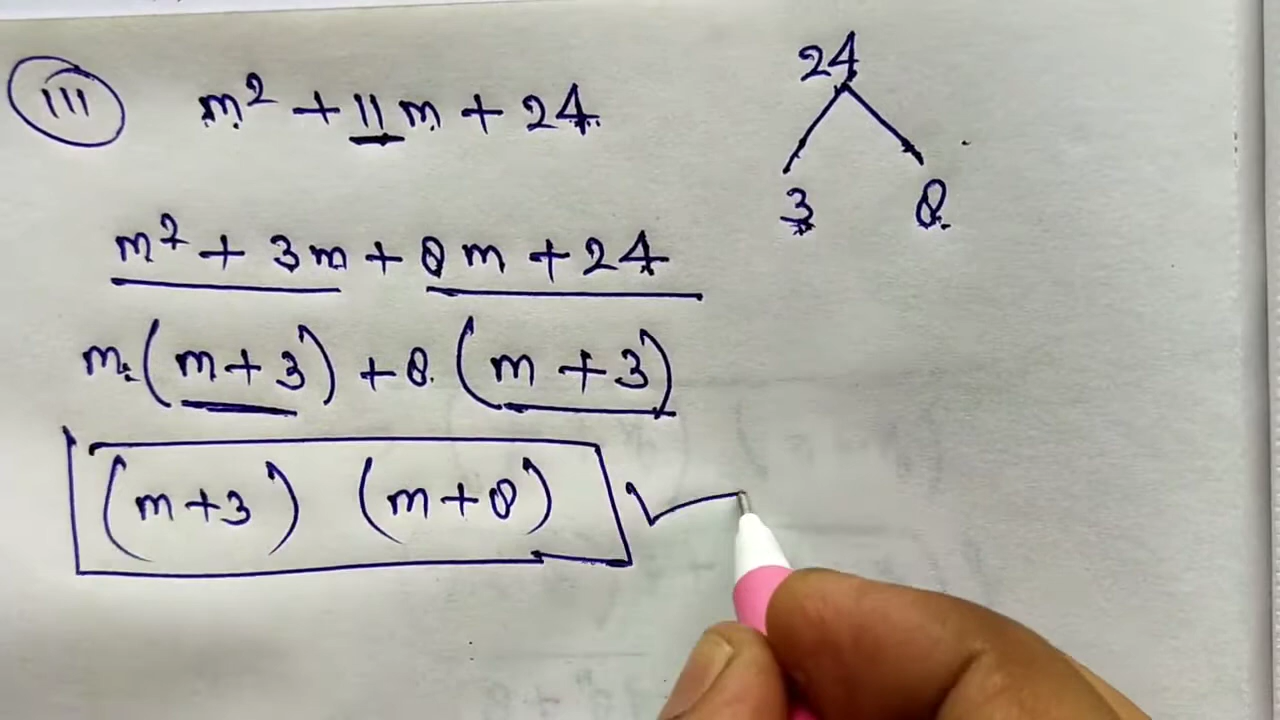 (iii) m² + 11m + 24
24
3 8
m² + 3m + 8m + 24
m (m + 3) + 8 (m + 3)
(m + 3) (m + 8) ✓